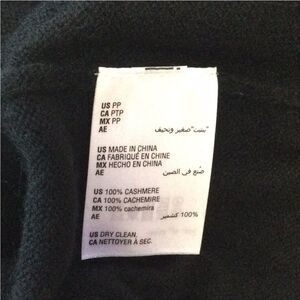 US PP
CA PTP
MX PP
AE "بنيت" صغير ونحيف
US MADE IN CHINA
CA FABRIQUÉ EN CHINE
MX HECHO EN CHINA
AE صُنع في الصين
US 100% CASHMERE
CA 100% CACHEMIRE
MX 100% cachemira
AE 100% كشمير
US DRY CLEAN.
CA NETTOYER À SEC.